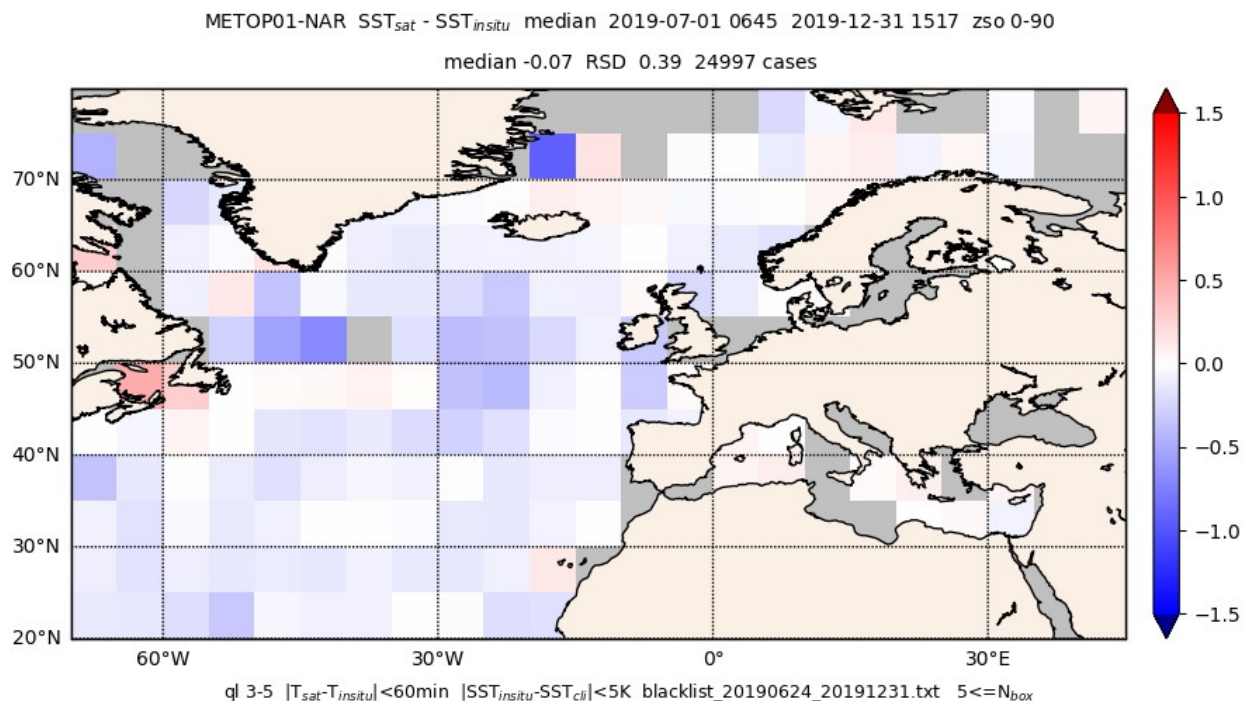 METOP01-NAR SST_sat - SST_insitu median 2019-07-01 0645 2019-12-31 1517 zso 0-90
median -0.07 RSD 0.39 24997 cases
1.5
1.0
0.5
0.0
−0.5
−1.0
−1.5
70°N
60°N
50°N
40°N
30°N
20°N
60°W 30°W 0° 30°E
ql 3-5 |T_sat-T_insitu|<60min |SST_insitu-SST_cli|<5K blacklist_20190624_20191231.txt 5<=N_box